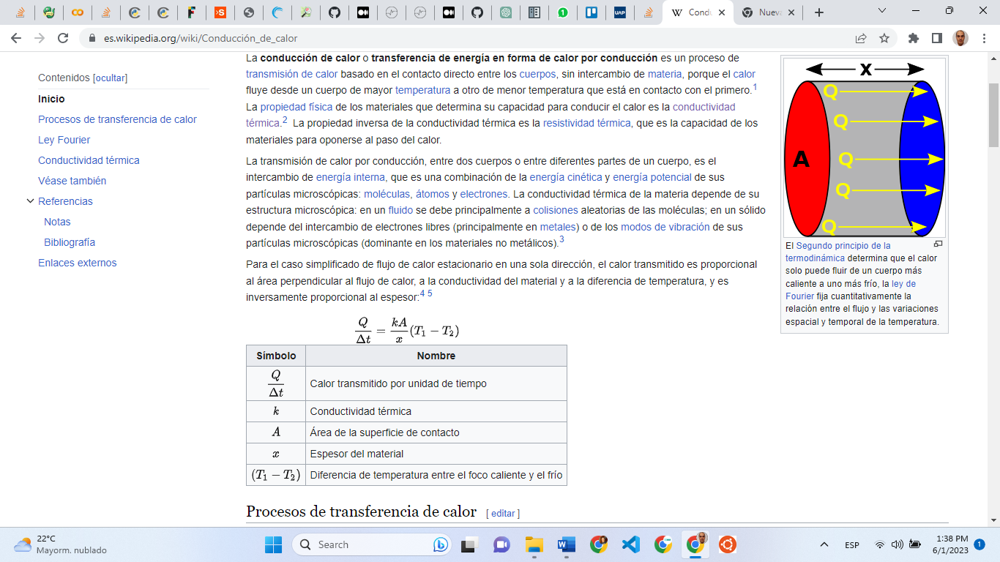 Condu
Nueva
es.wikipedia.org/wiki/Conducción_de_calor
Contenidos [ocultar]
Inicio
Procesos de transferencia de calor
Ley Fourier
Conductividad térmica
Véase también
Referencias
Notas
Bibliografía
Enlaces externos
La conducción de calor o transferencia de energía en forma de calor por conducción es un proceso de
transmisión de calor basado en el contacto directo entre los cuerpos, sin intercambio de materia, porque el calor
fluye desde un cuerpo de mayor temperatura a otro de menor temperatura que está en contacto con el primero.1
La propiedad física de los materiales que determina su capacidad para conducir el calor es la conductividad
térmica.2 La propiedad inversa de la conductividad térmica es la resistividad térmica, que es la capacidad de los
materiales para oponerse al paso del calor.
La transmisión de calor por conducción, entre dos cuerpos o entre diferentes partes de un cuerpo, es el
intercambio de energía interna, que es una combinación de la energía cinética y energía potencial de sus
partículas microscópicas: moléculas, átomos y electrones. La conductividad térmica de la materia depende de su
estructura microscópica: en un fluido se debe principalmente a colisiones aleatorias de las moléculas; en un sólido
depende del intercambio de electrones libres (principalmente en metales) o de los modos de vibración de sus
partículas microscópicas (dominante en los materiales no metálicos).3
Para el caso simplificado de flujo de calor estacionario en una sola dirección, el calor transmitido es proporcional
al área perpendicular al flujo de calor, a la conductividad del material y a la diferencia de temperatura, y es
inversamente proporcional al espesor:4 5
Q/Δt = kA/x (T1 − T2)
Símbolo Nombre
Q/Δt Calor transmitido por unidad de tiempo
k Conductividad térmica
A Área de la superficie de contacto
x Espesor del material
(T1 − T2) Diferencia de temperatura entre el foco caliente y el frío
Procesos de transferencia de calor [ editar ]
X
Q
Q
A Q
Q
Q
El Segundo principio de la
termodinámica determina que el calor
solo puede fluir de un cuerpo más
caliente a uno más frío, la ley de
Fourier fija cuantitativamente la
relación entre el flujo y las variaciones
espacial y temporal de la temperatura.
22°C
Mayorm. nublado
Search
ESP
1:38 PM
6/1/2023
1